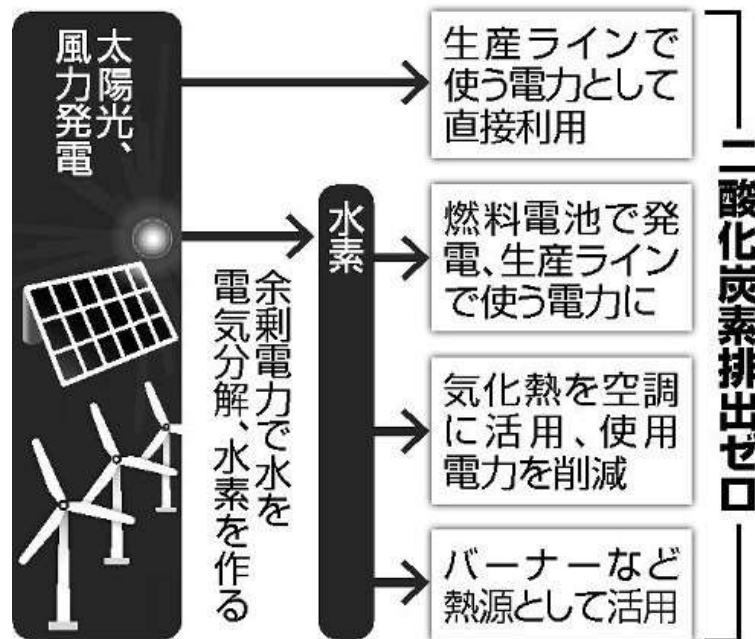 太陽光、
風力発電
余剰電力で水を
電気分解、水素を作る
水素
生産ラインで
使う電力として
直接利用
燃料電池で発
電、生産ライン
で使う電力に
気化熱を空調
に活用、使用
電力を削減
バーナーなど
熱源として活用
二酸化炭素排出ゼロ